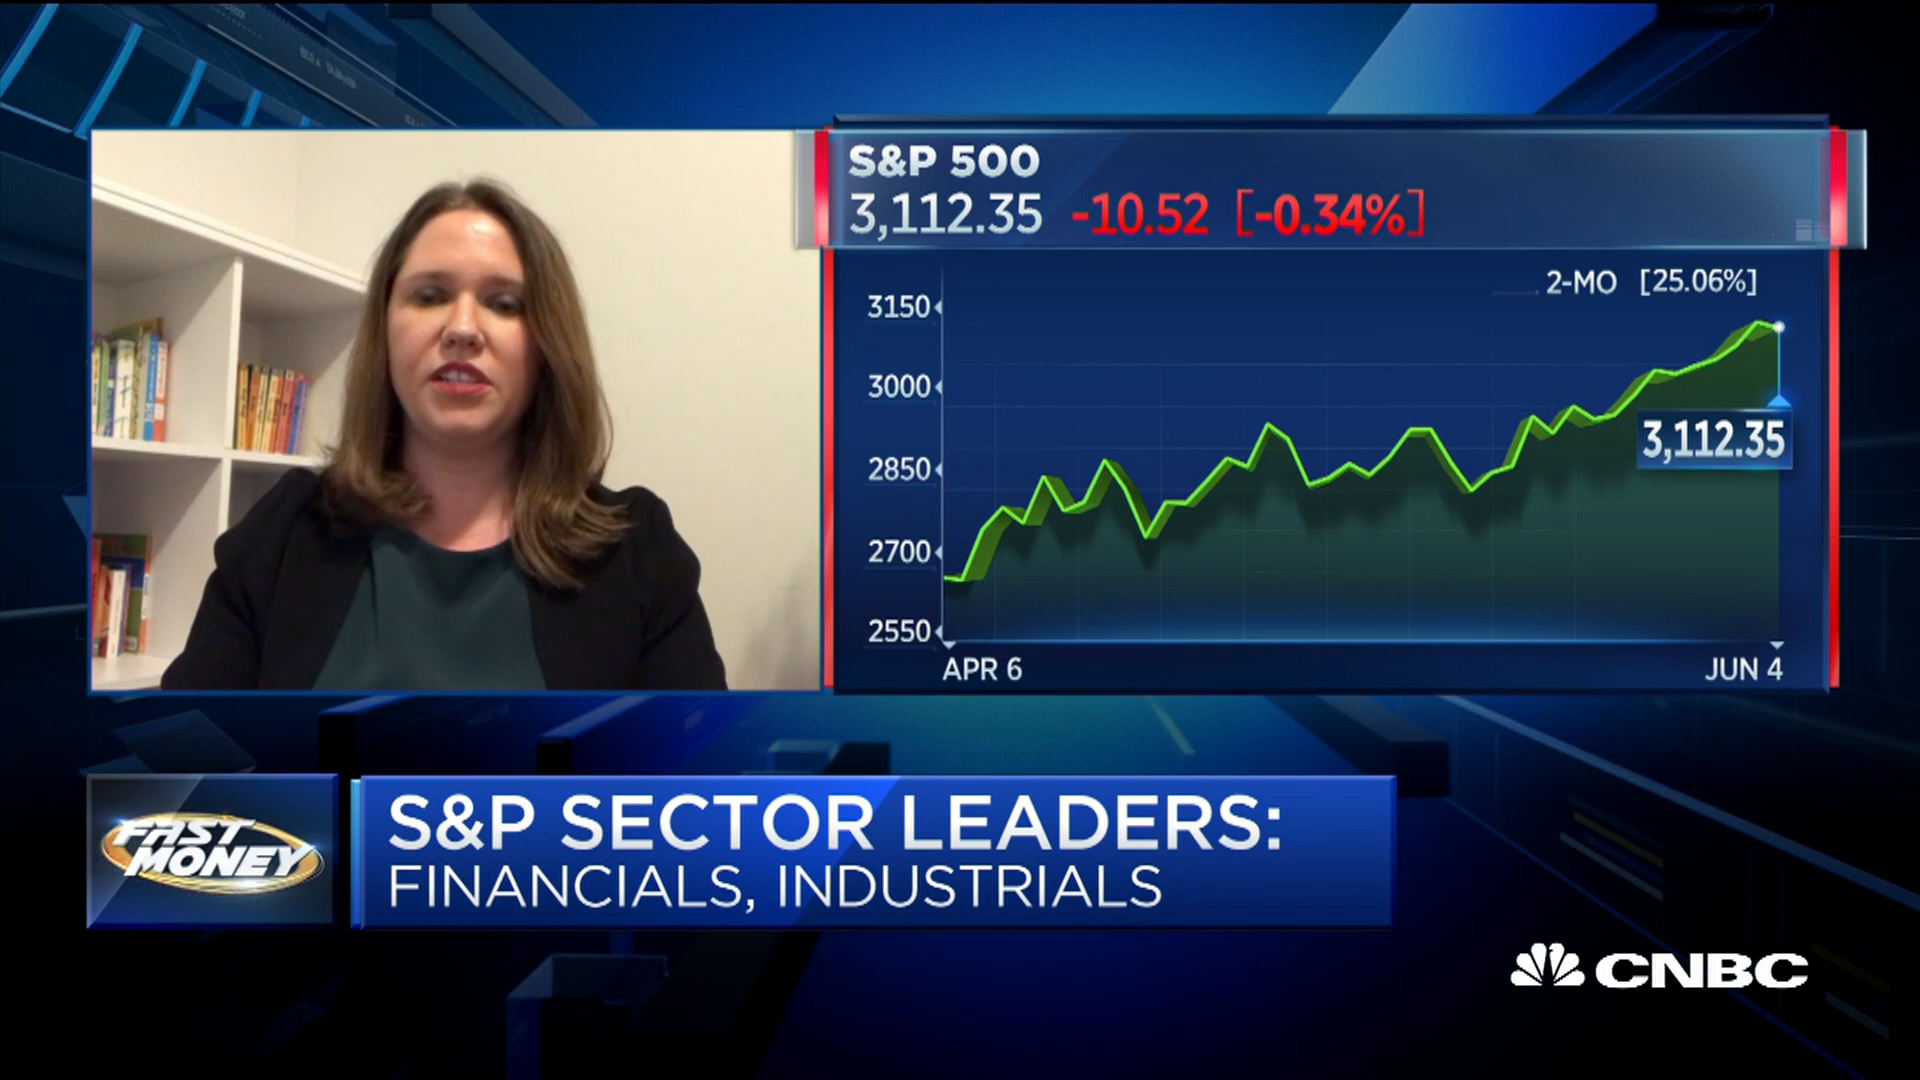 S&P 500
3,112.35 -10.52 [-0.34%]
2-MO [25.06%]
3150
3000
2850
2700
2550
3,112.35
APR 6 JUN 4
FAST
MONEY
S&P SECTOR LEADERS:
FINANCIALS, INDUSTRIALS
CNBC